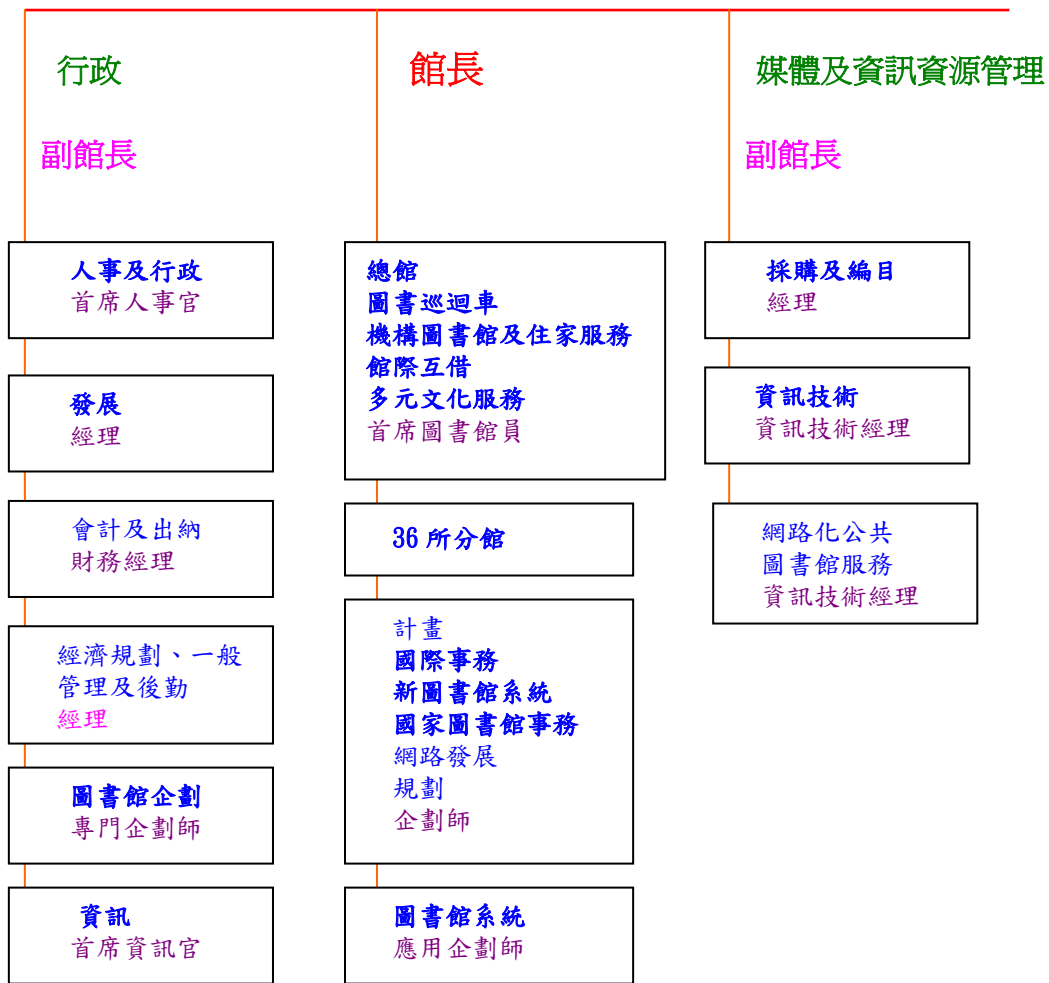 行政
副館長
人事及行政
首席人事官
發展
經理
會計及出納
財務經理
經濟規劃、一般
管理及後勤
經理
圖書館企劃
專門企劃師
資訊
首席資訊官
館長
總館
圖書巡迴車
機構圖書館及住家服務
館際互借
多元文化服務
首席圖書館員
36 所分館
計畫
國際事務
新圖書館系統
國家圖書館事務
網路發展
規劃
企劃師
圖書館系統
應用企劃師
媒體及資訊資源管理
副館長
採購及編目
經理
資訊技術
資訊技術經理
網路化公共
圖書館服務
資訊技術經理